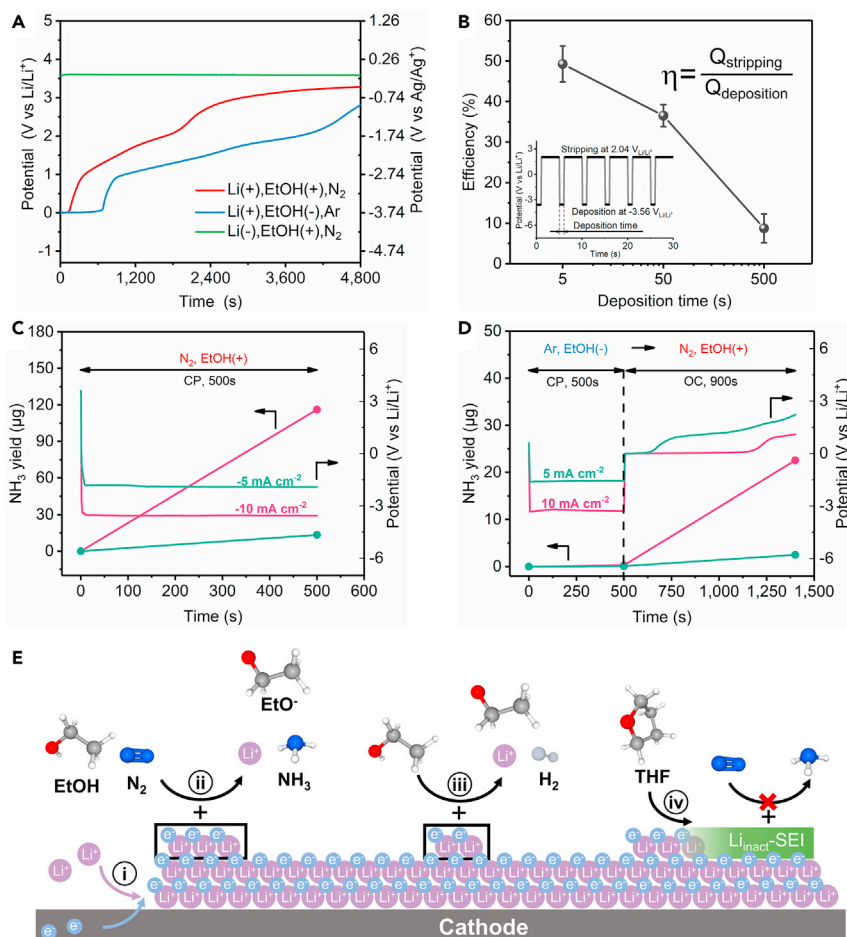 A
Potential (V vs Li/Li⁺)
5
4
3
2
1
0
-1
1.26
0.26
-0.74
-1.74
-2.74
-3.74
-4.74
Potential (V vs Ag/Ag⁺)
Li(+),EtOH(+),N₂
Li(+),EtOH(-),Ar
Li(-),EtOH(+),N₂
0
1,200
2,400
3,600
4,800
Time (s)
B
Efficiency (%)
60
50
40
30
20
10
0
η = Q_stripping / Q_deposition
Potential (V vs Li/Li⁺)
3
0
-3
Stripping at 2.04 V_Li/Li⁺
Deposition at -3.56 V_Li/Li⁺
Deposition time
0 10 20 30
Time (s)
5
50
500
Deposition time (s)
C
NH₃ yield (μg)
180
150
120
90
60
30
0
N₂, EtOH(+)
CP, 500s
-5 mA cm⁻²
-10 mA cm⁻²
6
3
0
-3
-6
Potential (V vs Li/Li⁺)
0 100 200 300 400 500 600
Time (s)
D
NH₃ yield (μg)
50
40
30
20
10
0
Ar, EtOH(-)
N₂, EtOH(+)
CP, 500s
OC, 900s
5 mA cm⁻²
10 mA cm⁻²
6
3
0
-3
-6
Potential (V vs Li/Li⁺)
0 250 500 750 1,000 1,250 1,500
Time (s)
E
EtO⁻
EtOH
N₂
ii
Li⁺
NH₃
iii
Li⁺
H₂
THF
iv
+
+
+
Li⁺
Li⁺
i
e⁻
e⁻
Li_inact-SEI
Cathode